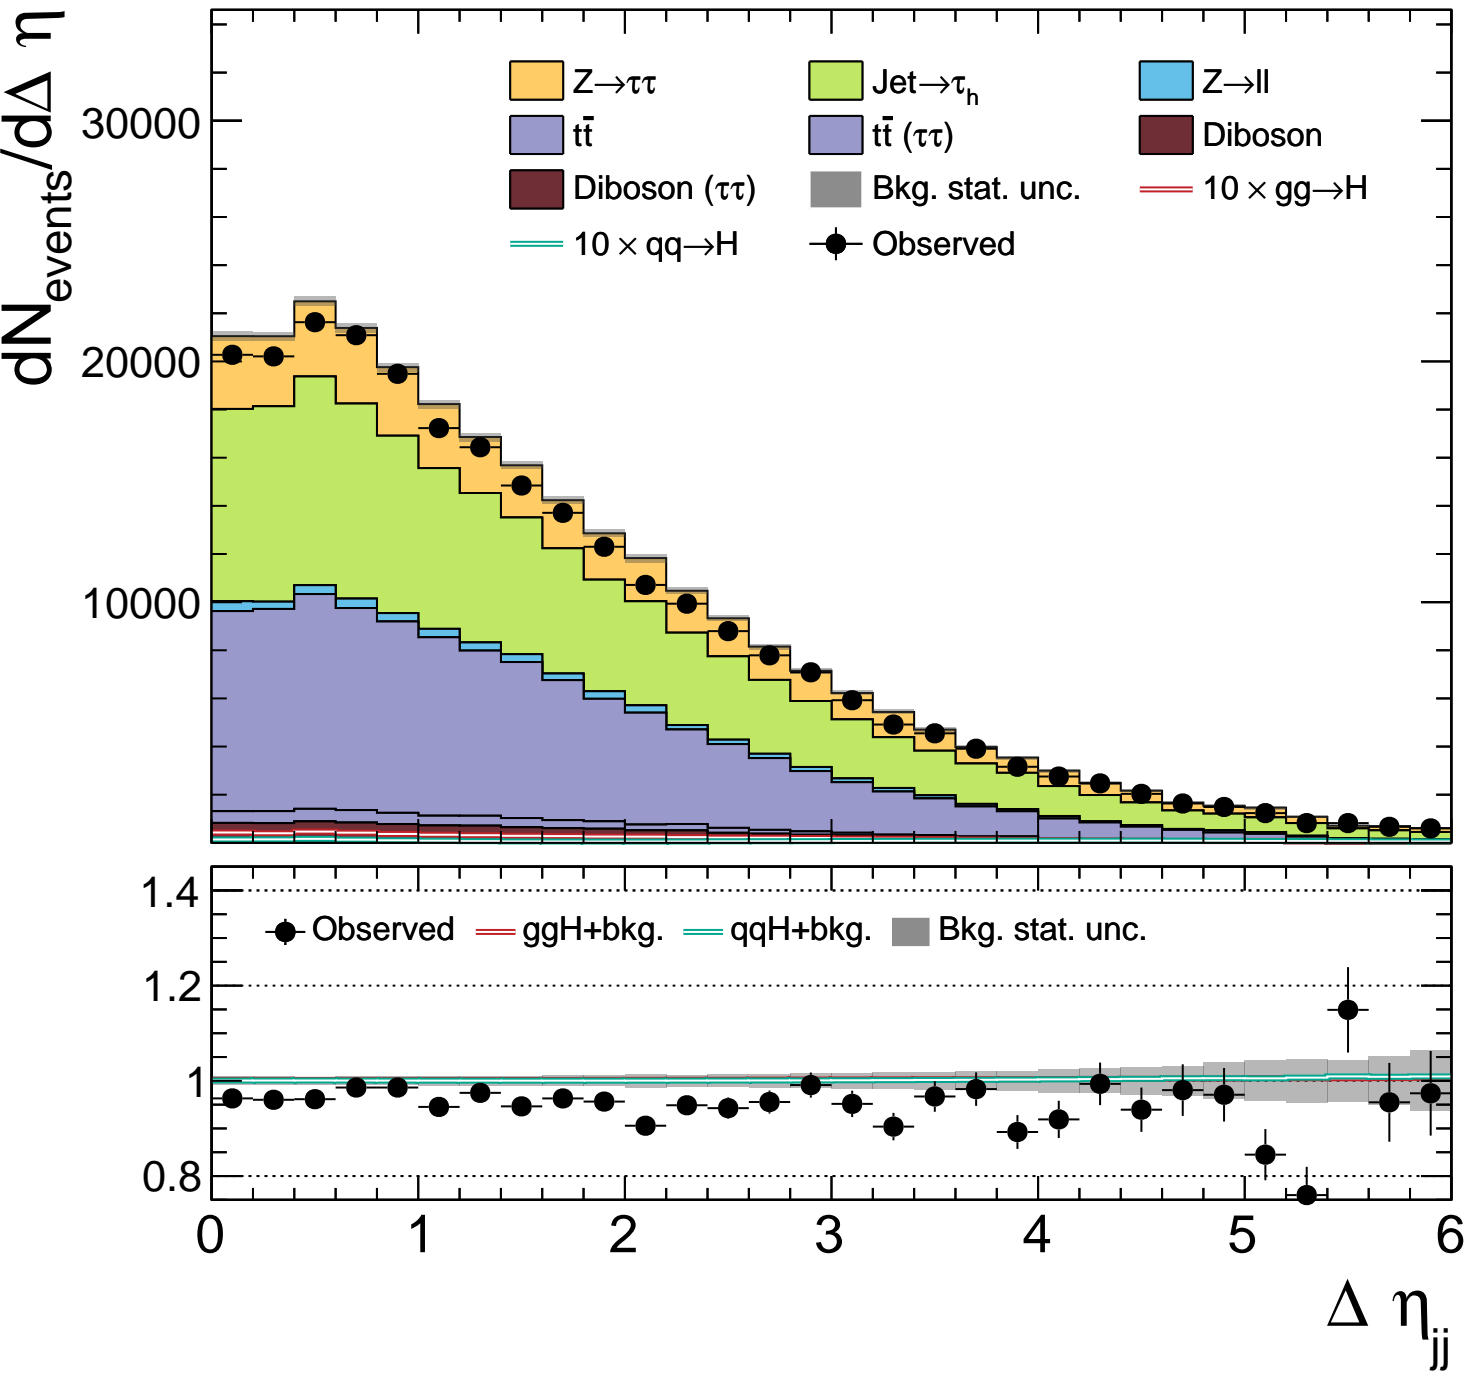 dN_events/dΔ η
30000
20000
10000
Z→ττ Jet→τ_h Z→ll
tt̄ tt̄ (ττ) Diboson
Diboson (ττ) Bkg. stat. unc. 10 × gg→H
10 × qq→H Observed
1.4
1.2
1
0.8
Observed ggH+bkg. qqH+bkg. Bkg. stat. unc.
0 1 2 3 4 5 6
Δ η_jj